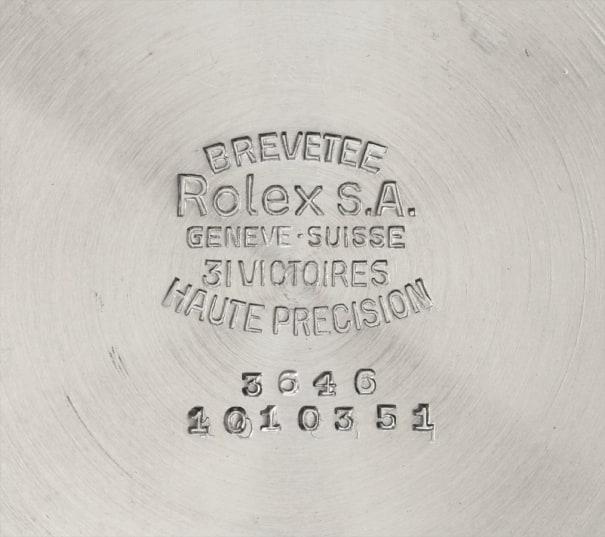 BREVETEE
Rolex S.A.
GENEVE·SUISSE
31 VICTOIRES
HAUTE PRECISION
3646
1010351